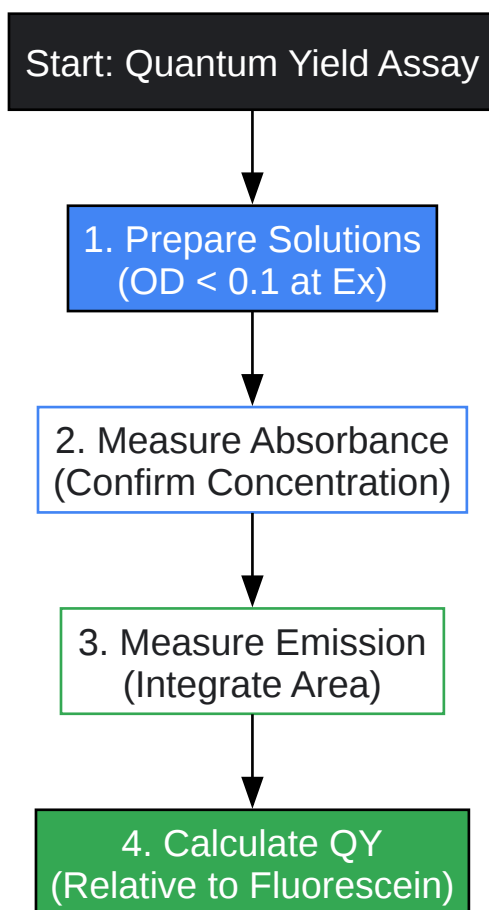 Start: Quantum Yield Assay
1. Prepare Solutions
(OD < 0.1 at Ex)
2. Measure Absorbance
(Confirm Concentration)
3. Measure Emission
(Integrate Area)
4. Calculate QY
(Relative to Fluorescein)